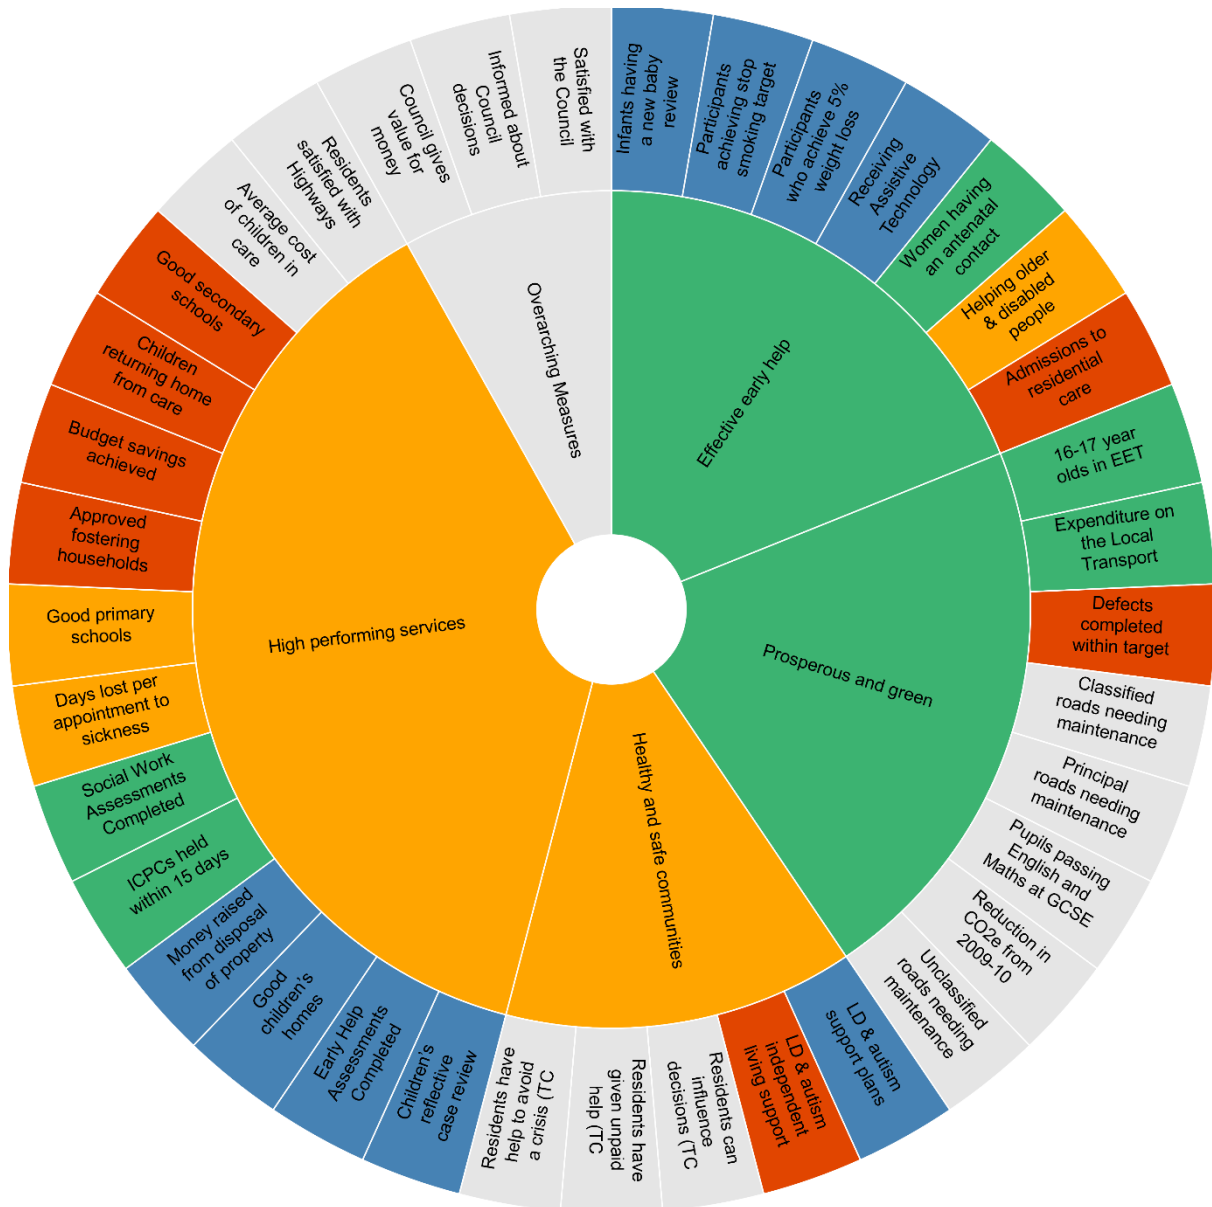 Infants having
a new baby
review
Participants
achieving stop
smoking target
Participants
who achieve 5%
weight loss
Receiving
Assistive
Technology
Women having
an antenatal
contact
Helping older
& disabled
people
Admissions to
residential
care
16-17 year
olds in EET
Expenditure on
the Local
Transport
Defects
completed
within target
Classified
roads needing
maintenance
Principal
roads needing
maintenance
Pupils passing
English and
Maths at GCSE
Reduction in
CO2e from
2009-10
Unclassified
roads needing
maintenance
LD & autism
support plans
LD & autism
independent
living support
Residents can
influence
decisions (TC
Residents have
given unpaid
help (TC
Residents have
help to avoid
a crisis (TC
Children's
reflective
case review
Early Help
Assessments
Completed
Good
children's
homes
Money raised
from disposal
of property
ICPCs held
within 15 days
Social Work
Assessments
Completed
Days lost per
appointment to
sickness
Good primary
schools
Approved
fostering
households
Budget savings
achieved
Children
returning home
from care
Good secondary
schools
Average cost
of children in
care
Residents
satisfied with
Highways
Council gives
value for
money
Informed about
Council
decisions
Satisfied with
the Council
Effective early help
Prosperous and green
Healthy and safe communities
High performing services
Overarching Measures